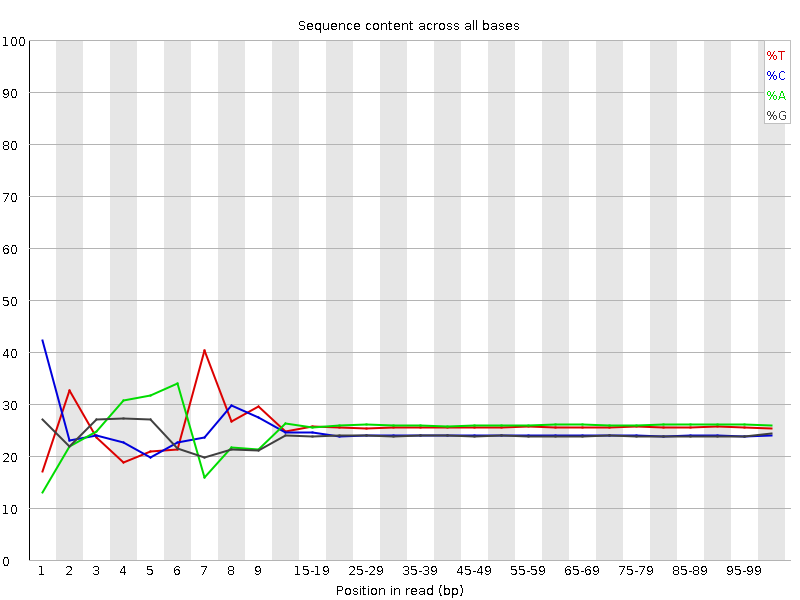 Sequence content across all bases
100
90
80
70
60
50
40
30
20
10
0
%T
%C
%A
%G
1 2 3 4 5 6 7 8 9 15-19 25-29 35-39 45-49 55-59 65-69 75-79 85-89 95-99
Position in read (bp)